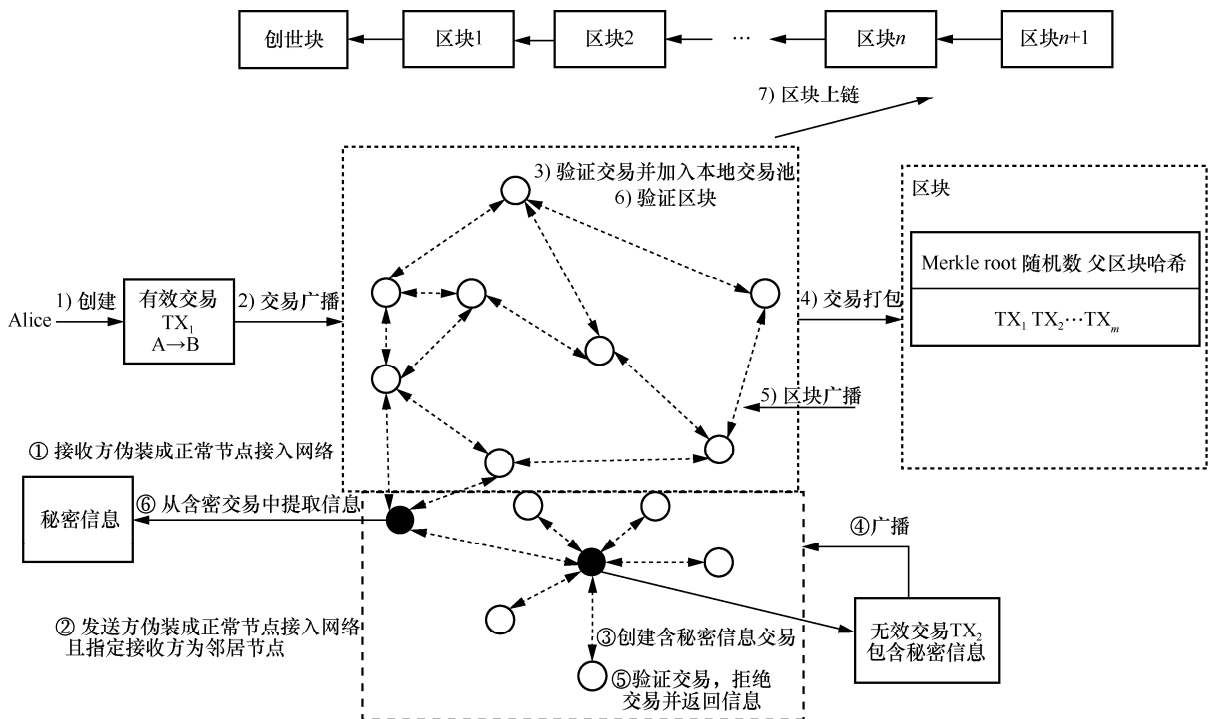 创世块
区块1
区块2
…
区块n
区块n+1
7) 区块上链
3) 验证交易并加入本地交易池
6) 验证区块
区块
Merkle root 随机数 父区块哈希
TX₁ TX₂…TXₘ
Alice
1) 创建
有效交易
TX₁
A→B
2) 交易广播
4) 交易打包
5) 区块广播
① 接收方伪装成正常节点接入网络
⑥ 从含密交易中提取信息
秘密信息
④广播
② 发送方伪装成正常节点接入网络
且指定接收方为邻居节点
③创建含秘密信息交易
无效交易TX₂
包含秘密信息
⑤验证交易，拒绝
交易并返回信息